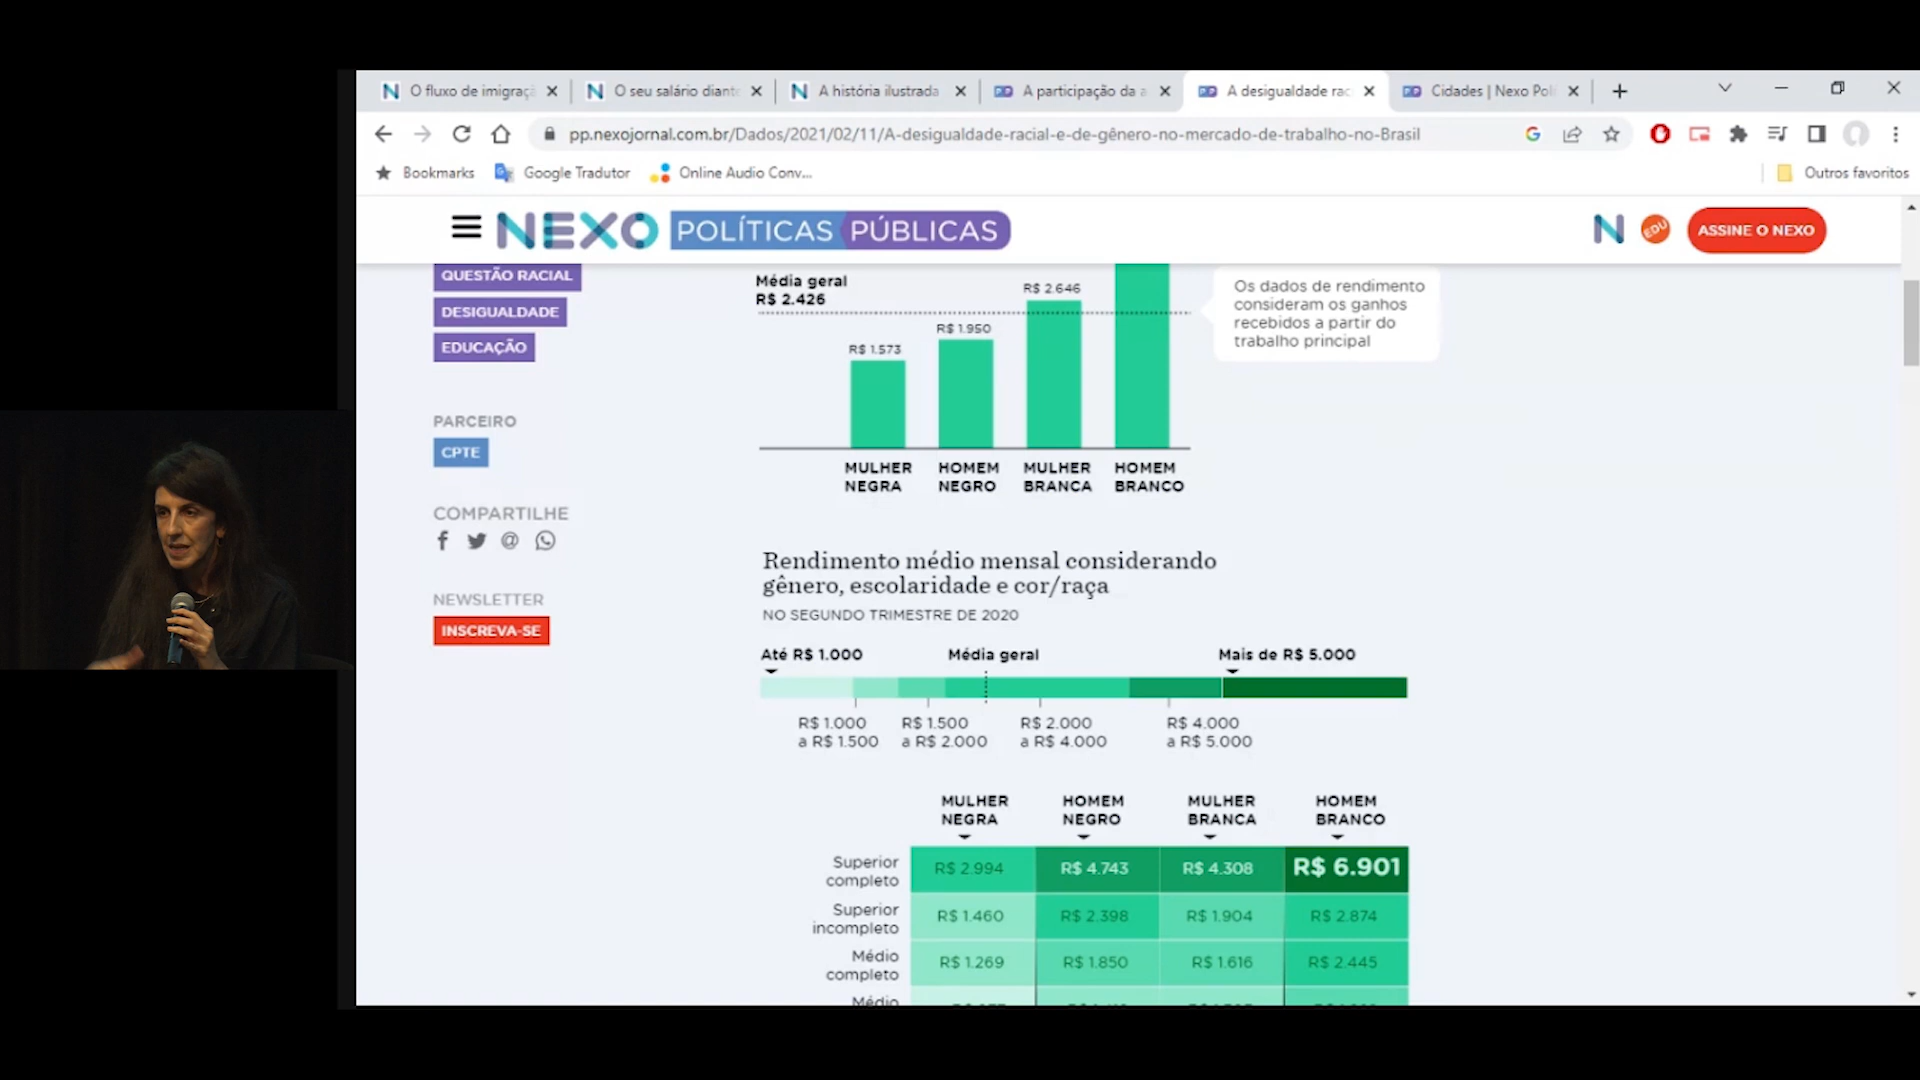 O fluxo de imigraçã
O seu salário diante
A história ilustrada
A participação da a
A desigualdade rac
Cidades | Nexo Polí
pp.nexojornal.com.br/Dados/2021/02/11/A-desigualdade-racial-e-de-gênero-no-mercado-de-trabalho-no-Brasil
Bookmarks
Google Tradutor
Online Audio Conv...
Outros favoritos
NEXO POLÍTICAS PÚBLICAS
N
EDU
ASSINE O NEXO
QUESTÃO RACIAL
DESIGUALDADE
EDUCAÇÃO
PARCEIRO
CPTE
COMPARTILHE
NEWSLETTER
INSCREVA-SE
Média geral
R$ 2.426
R$ 1.573
R$ 1.950
R$ 2.646
MULHER
NEGRA
HOMEM
NEGRO
MULHER
BRANCA
HOMEM
BRANCO
Os dados de rendimento
consideram os ganhos
recebidos a partir do
trabalho principal
Rendimento médio mensal considerando
gênero, escolaridade e cor/raça
NO SEGUNDO TRIMESTRE DE 2020
Até R$ 1.000
Média geral
Mais de R$ 5.000
R$ 1.000
a R$ 1.500
R$ 1.500
a R$ 2.000
R$ 2.000
a R$ 4.000
R$ 4.000
a R$ 5.000
MULHER
NEGRA
HOMEM
NEGRO
MULHER
BRANCA
HOMEM
BRANCO
Superior
completo
R$ 2.994
R$ 4.743
R$ 4.308
R$ 6.901
Superior
incompleto
R$ 1.460
R$ 2.398
R$ 1.904
R$ 2.874
Médio
completo
R$ 1.269
R$ 1.850
R$ 1.616
R$ 2.445
Médio